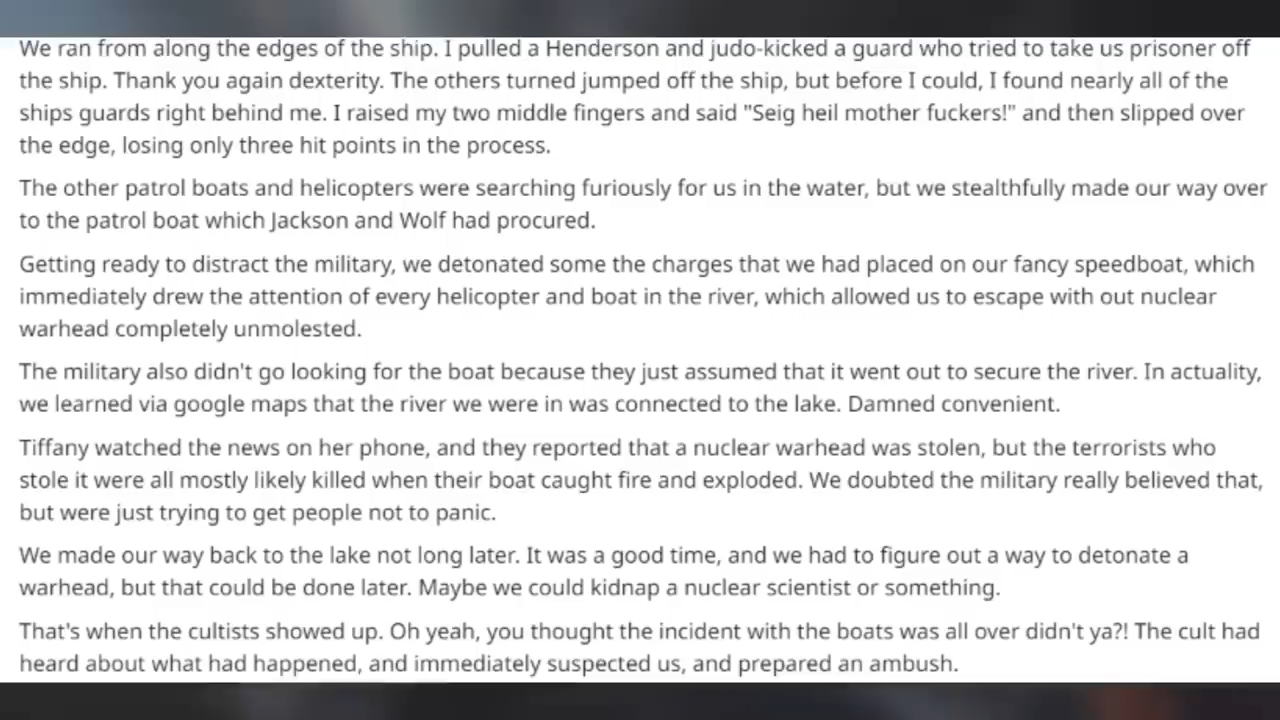 We ran from along the edges of the ship. I pulled a Henderson and judo-kicked a guard who tried to take us prisoner off
the ship. Thank you again dexterity. The others turned jumped off the ship, but before I could, I found nearly all of the
ships guards right behind me. I raised my two middle fingers and said "Seig heil mother fuckers!" and then slipped over
the edge, losing only three hit points in the process.
The other patrol boats and helicopters were searching furiously for us in the water, but we stealthfully made our way over
to the patrol boat which Jackson and Wolf had procured.
Getting ready to distract the military, we detonated some the charges that we had placed on our fancy speedboat, which
immediately drew the attention of every helicopter and boat in the river, which allowed us to escape with out nuclear
warhead completely unmolested.
The military also didn't go looking for the boat because they just assumed that it went out to secure the river. In actuality,
we learned via google maps that the river we were in was connected to the lake. Damned convenient.
Tiffany watched the news on her phone, and they reported that a nuclear warhead was stolen, but the terrorists who
stole it were all mostly likely killed when their boat caught fire and exploded. We doubted the military really believed that,
but were just trying to get people not to panic.
We made our way back to the lake not long later. It was a good time, and we had to figure out a way to detonate a
warhead, but that could be done later. Maybe we could kidnap a nuclear scientist or something.
That's when the cultists showed up. Oh yeah, you thought the incident with the boats was all over didn't ya?! The cult had
heard about what had happened, and immediately suspected us, and prepared an ambush.